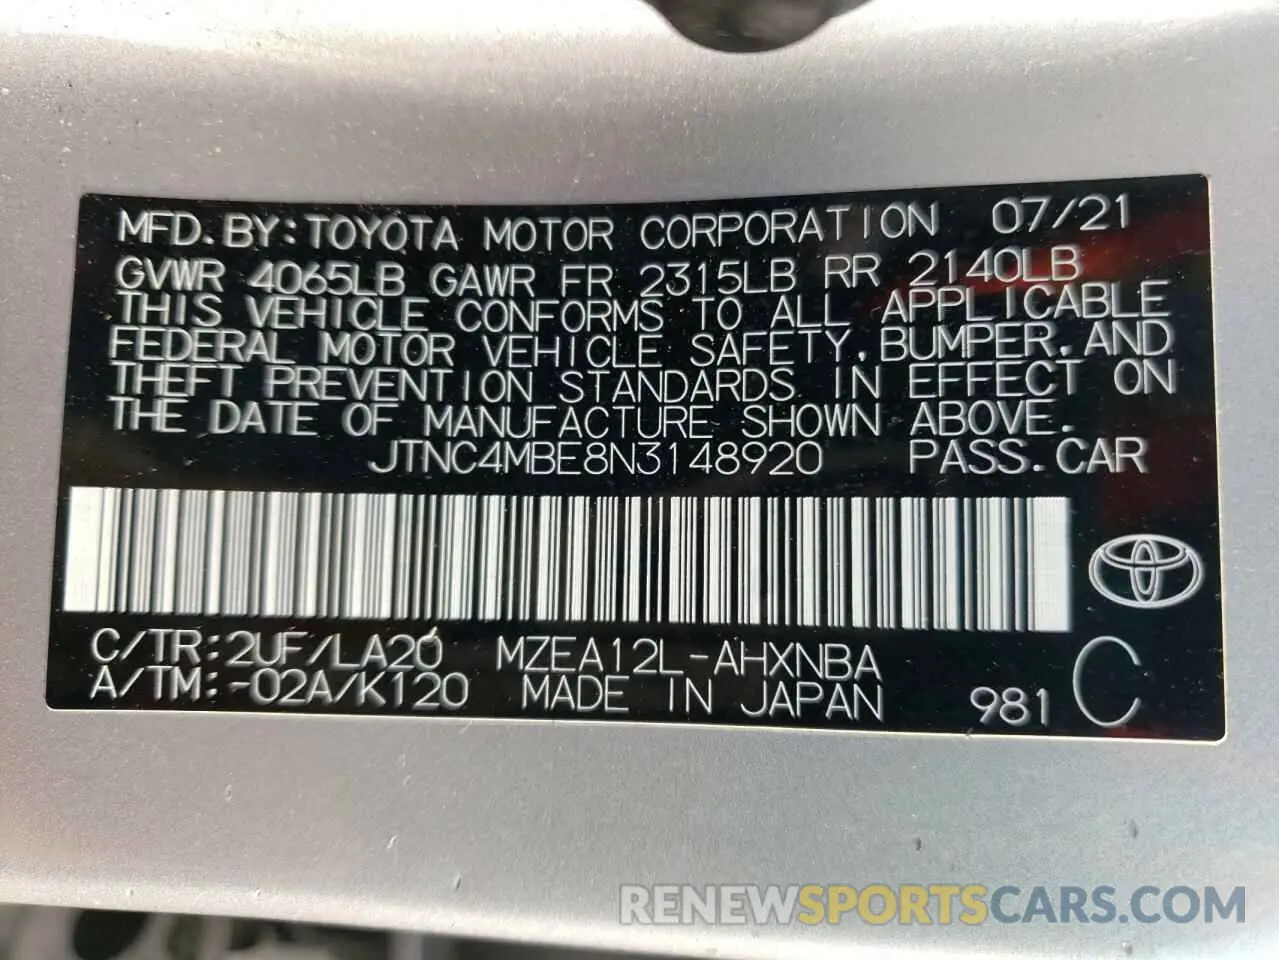 MFD. BY: TOYOTA MOTOR CORPORATION 07/21
GVWR 4065LB GAWR FR 2315LB RR 2140LB
THIS VEHICLE CONFORMS TO ALL APPLICABLE
FEDERAL MOTOR VEHICLE SAFETY, BUMPER, AND
THEFT PREVENTION STANDARDS IN EFFECT ON
THE DATE OF MANUFACTURE SHOWN ABOVE.
JTNC4MBE8N3148920 PASS. CAR
C/TR: 2UF/LA20 MZEA12L-AHXNBA
A/TM: -02A/K120 MADE IN JAPAN 981 C
RENEWSPORTSCARS.COM